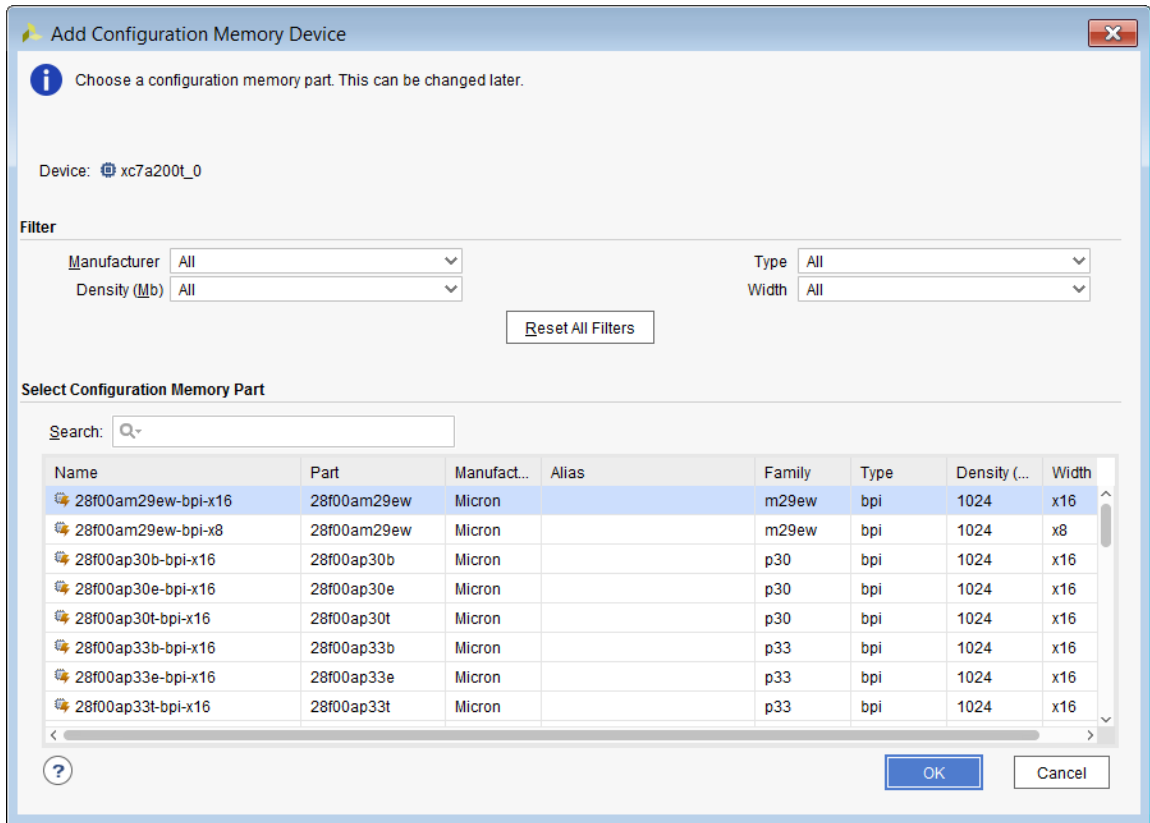 Add Configuration Memory Device
Choose a configuration memory part. This can be changed later.
Device: xc7a200t_0
Filter
Manufacturer All Type All
Density (Mb) All Width All
Reset All Filters
Select Configuration Memory Part
Search:
Name Part Manufact... Alias Family Type Density (... Width
28f00am29ew-bpi-x16 28f00am29ew Micron m29ew bpi 1024 x16
28f00am29ew-bpi-x8 28f00am29ew Micron m29ew bpi 1024 x8
28f00ap30b-bpi-x16 28f00ap30b Micron p30 bpi 1024 x16
28f00ap30e-bpi-x16 28f00ap30e Micron p30 bpi 1024 x16
28f00ap30t-bpi-x16 28f00ap30t Micron p30 bpi 1024 x16
28f00ap33b-bpi-x16 28f00ap33b Micron p33 bpi 1024 x16
28f00ap33e-bpi-x16 28f00ap33e Micron p33 bpi 1024 x16
28f00ap33t-bpi-x16 28f00ap33t Micron p33 bpi 1024 x16
? OK Cancel